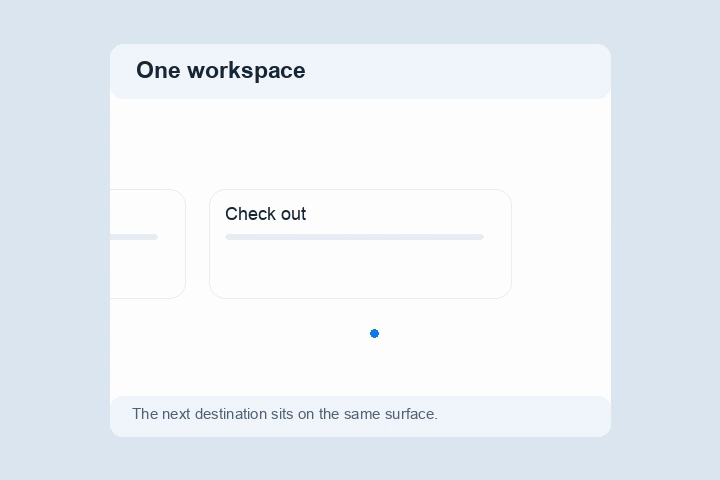 One workspace
Check out
The next destination sits on the same surface.